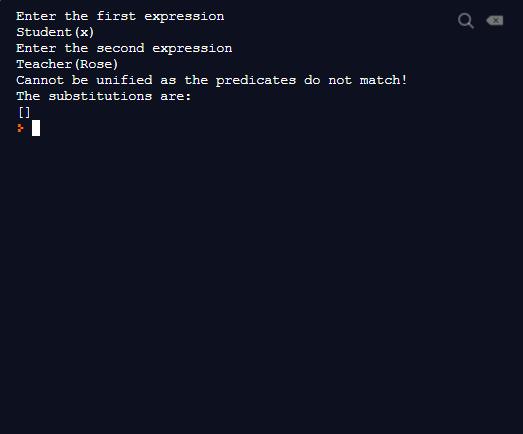 Enter the first expression
Student(x)
Enter the second expression
Teacher(Rose)
Cannot be unified as the predicates do not match!
The substitutions are:
[]